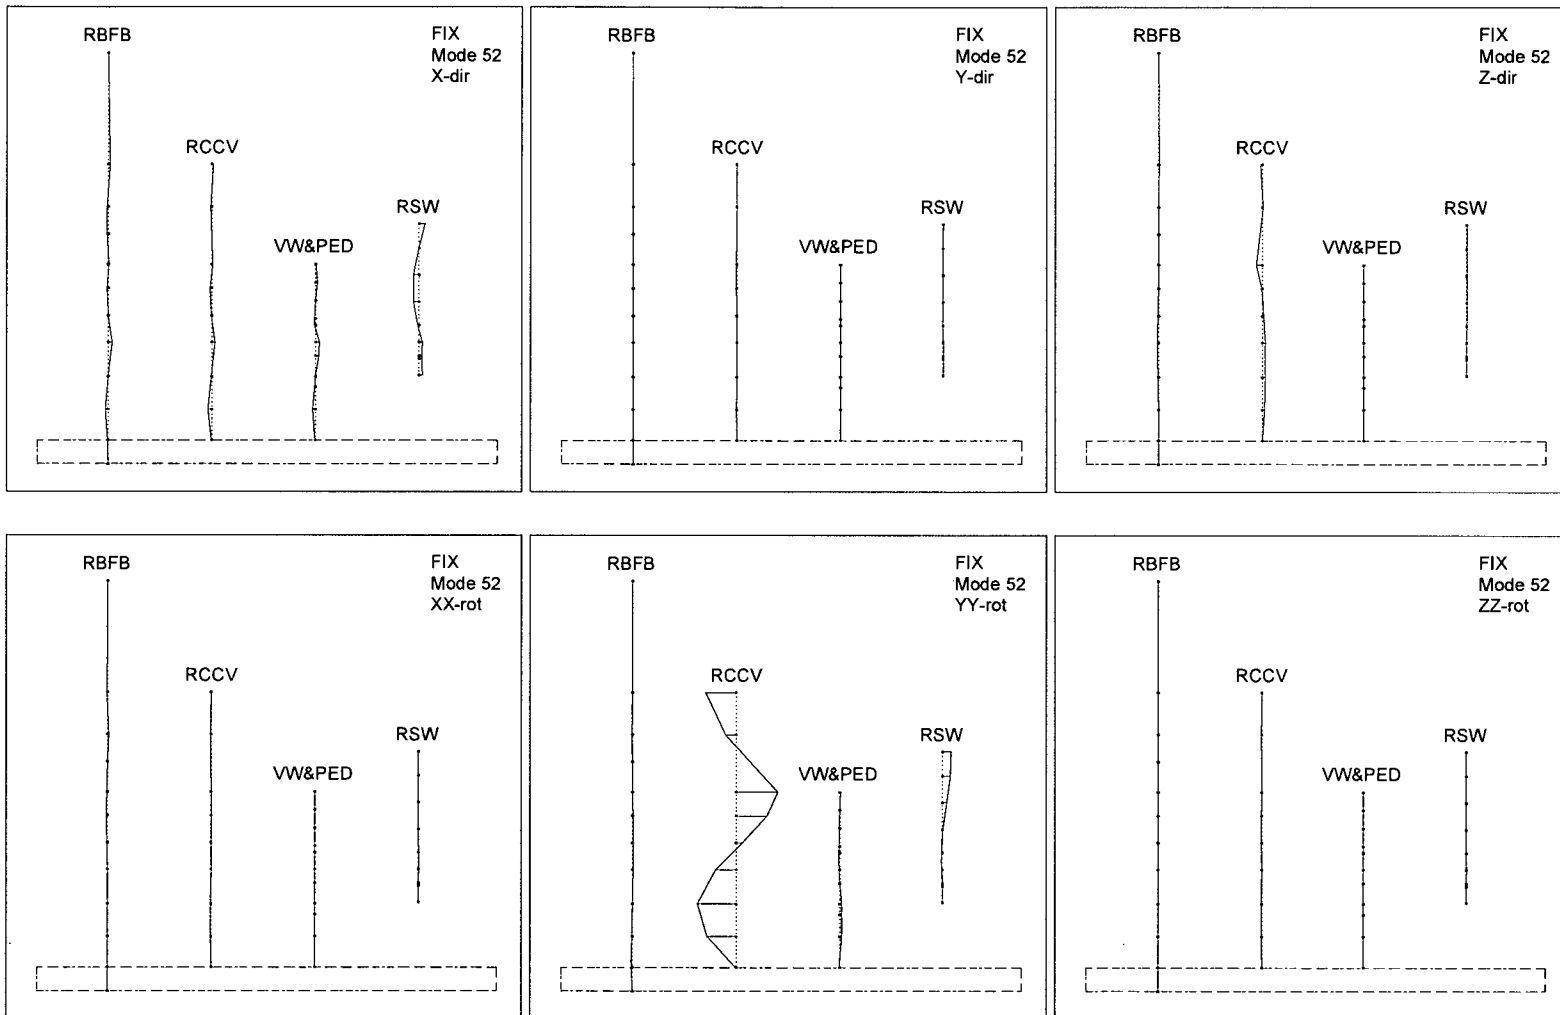 RBFB
FIX
Mode 52
X-dir
RCCV
RSW
VW&PED
RBFB
FIX
Mode 52
Y-dir
RCCV
RSW
VW&PED
RBFB
FIX
Mode 52
Z-dir
RCCV
RSW
VW&PED
RBFB
FIX
Mode 52
XX-rot
RCCV
RSW
VW&PED
RBFB
FIX
Mode 52
YY-rot
RCCV
RSW
VW&PED
RBFB
FIX
Mode 52
ZZ-rot
RCCV
RSW
VW&PED